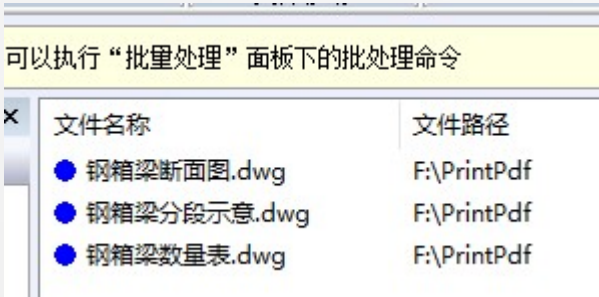 可以执行“批量处理”面板下的批处理命令
文件名称 文件路径
钢箱梁断面图.dwg F:\PrintPdf
钢箱梁分段示意.dwg F:\PrintPdf
钢箱梁数量表.dwg F:\PrintPdf